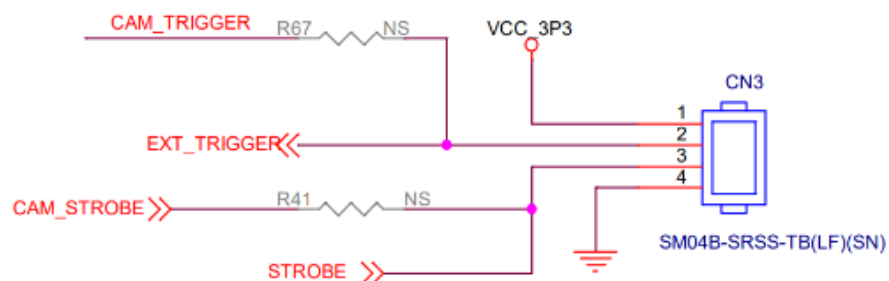 CAM_TRIGGER
R67 NS
VCC_3P3
CN3
1
EXT_TRIGGER
2
3
R41 NS
4
CAM_STROBE
SM04B-SRSS-TB(LF)(SN)
STROBE